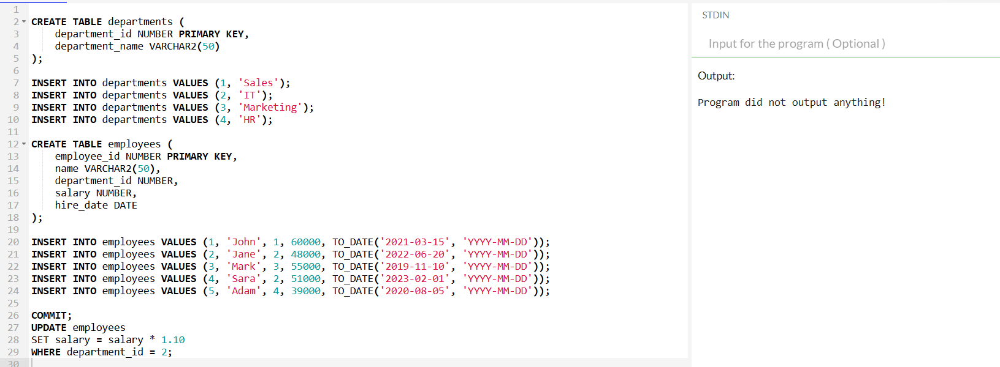 1
2 CREATE TABLE departments (
3 department_id NUMBER PRIMARY KEY,
4 department_name VARCHAR2(50)
5 );
6
7 INSERT INTO departments VALUES (1, 'Sales');
8 INSERT INTO departments VALUES (2, 'IT');
9 INSERT INTO departments VALUES (3, 'Marketing');
10 INSERT INTO departments VALUES (4, 'HR');
11
12 CREATE TABLE employees (
13 employee_id NUMBER PRIMARY KEY,
14 name VARCHAR2(50),
15 department_id NUMBER,
16 salary NUMBER,
17 hire_date DATE
18 );
19
20 INSERT INTO employees VALUES (1, 'John', 1, 60000, TO_DATE('2021-03-15', 'YYYY-MM-DD'));
21 INSERT INTO employees VALUES (2, 'Jane', 2, 48000, TO_DATE('2022-06-20', 'YYYY-MM-DD'));
22 INSERT INTO employees VALUES (3, 'Mark', 3, 55000, TO_DATE('2019-11-10', 'YYYY-MM-DD'));
23 INSERT INTO employees VALUES (4, 'Sara', 2, 51000, TO_DATE('2023-02-01', 'YYYY-MM-DD'));
24 INSERT INTO employees VALUES (5, 'Adam', 4, 39000, TO_DATE('2020-08-05', 'YYYY-MM-DD'));
25
26 COMMIT;
27 UPDATE employees
28 SET salary = salary * 1.10
29 WHERE department_id = 2;
30
STDIN
Input for the program ( Optional )
Output:
Program did not output anything!